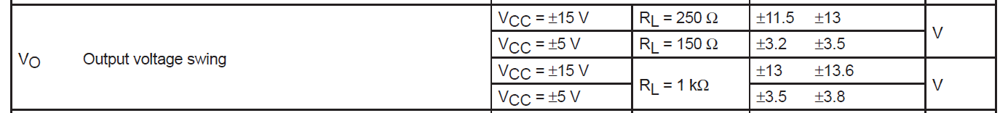 VCC = ±15 V RL = 250 Ω ±11.5 ±13
VO Output voltage swing VCC = ±5 V RL = 150 Ω ±3.2 ±3.5 V
VCC = ±15 V RL = 1 kΩ ±13 ±13.6 V
VCC = ±5 V ±3.5 ±3.8